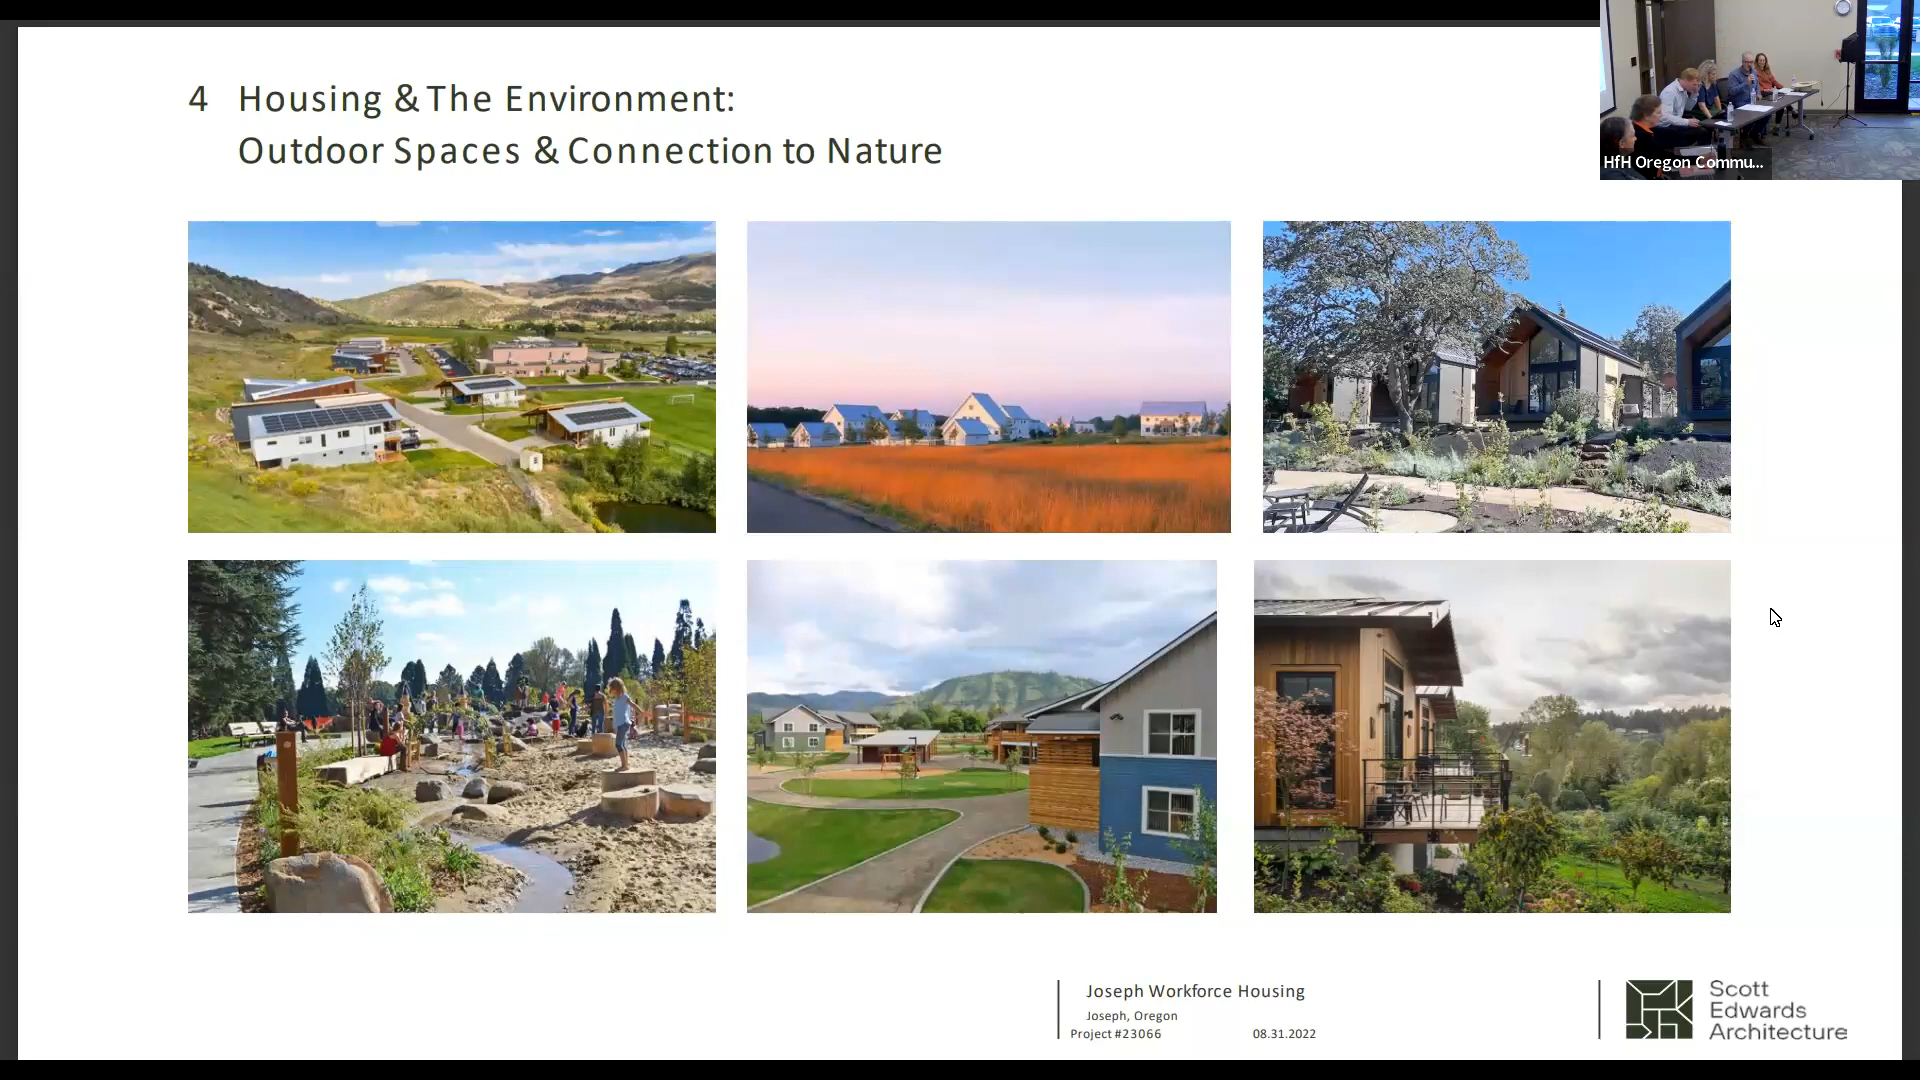 4 Housing & The Environment:
Outdoor Spaces & Connection to Nature
HfH Oregon Commu...
Joseph Workforce Housing
Joseph, Oregon
Project #23066 08.31.2022
Scott
Edwards
Architecture